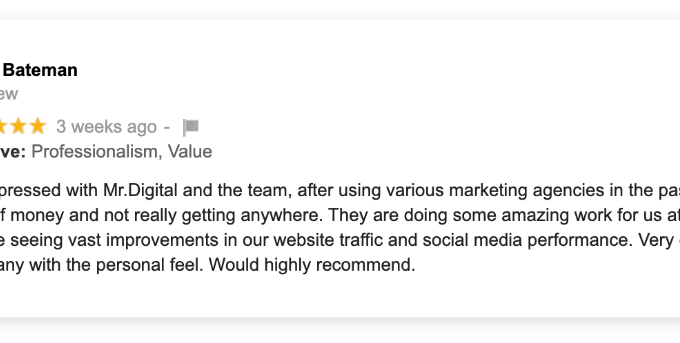 Bateman
ew
3 weeks ago -
ve: Professionalism, Value
pressed with Mr.Digital and the team, after using various marketing agencies in the pas
f money and not really getting anywhere. They are doing some amazing work for us at
e seeing vast improvements in our website traffic and social media performance. Very
any with the personal feel. Would highly recommend.